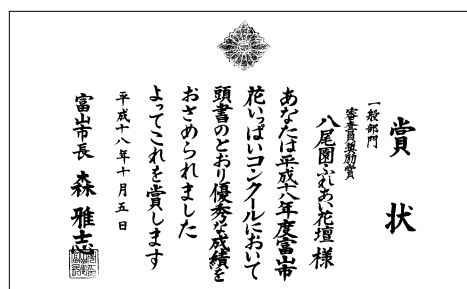 賞状
一般部門
審査員奨励賞
八尾園ふれあい花壇 様
あなたは平成十八年度富山市
花いっぱいコンクールにおいて
頭書のとおり優秀な成績を
おさめられました
よってこれを賞します
平成十八年十月五日
富山市長 森 雅志